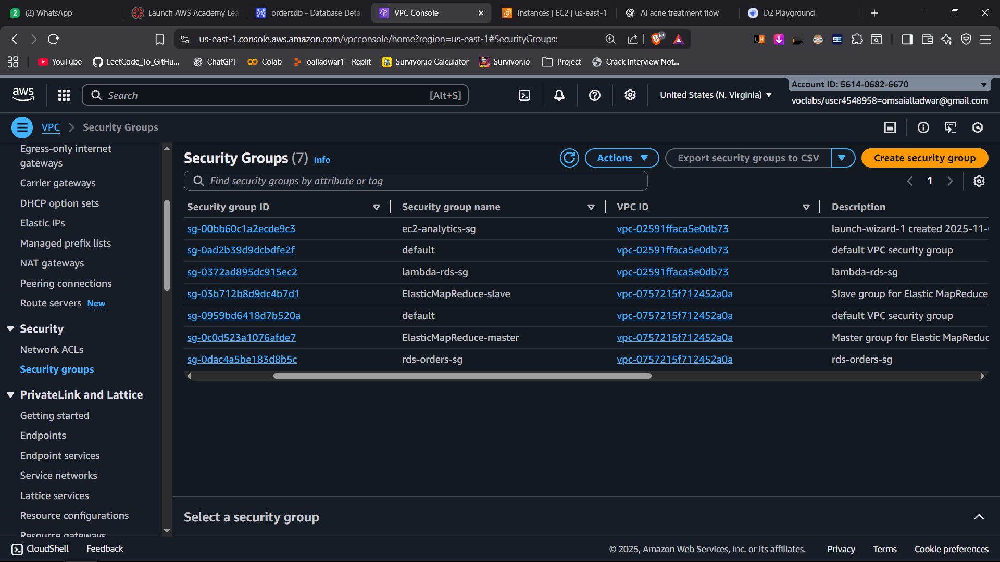 (2) WhatsApp
Launch AWS Academy Lea
ordersdb - Database Detai
VPC Console
Instances | EC2 | us-east-1
AI acne treatment flow
D2 Playground
us-east-1.console.aws.amazon.com/vpcconsole/home?region=us-east-1#SecurityGroups:
62
YouTube
LeetCode_To_GitHu...
ChatGPT
Colab
oalladwar1 - Replit
Survivor.io Calculator
Survivor.io
Project
Crack Interview Not...
aws
Search
[Alt+S]
United States (N. Virginia)
Account ID: 5614-0682-6670
voclabs/user4548958=omsaialladwar@gmail.com
VPC
Security Groups
Egress-only internet
gateways
Carrier gateways
DHCP option sets
Elastic IPs
Managed prefix lists
NAT gateways
Peering connections
Route servers New
Security
Network ACLs
Security groups
PrivateLink and Lattice
Getting started
Endpoints
Endpoint services
Service networks
Lattice services
Resource configurations
Resource gateways
Security Groups (7) Info
Actions
Export security groups to CSV
Create security group
Find security groups by attribute or tag
1
Security group ID Security group name VPC ID Description
sg-00bb60c1a2ecde9c3 ec2-analytics-sg vpc-02591ffaca5e0db73 launch-wizard-1 created 2025-11-
sg-0ad2b39d9dcbdfe2f default vpc-02591ffaca5e0db73 default VPC security group
sg-0372ad895dc915ec2 lambda-rds-sg vpc-02591ffaca5e0db73 lambda-rds-sg
sg-03b712b8d9dc4b7d1 ElasticMapReduce-slave vpc-0757215f712452a0a Slave group for Elastic MapReduce
sg-0959bd6418d7b520a default vpc-0757215f712452a0a default VPC security group
sg-0c0d523a1076afde7 ElasticMapReduce-master vpc-0757215f712452a0a Master group for Elastic MapReduc
sg-0dac4a5be183d8b5c rds-orders-sg vpc-0757215f712452a0a rds-orders-sg
Select a security group
CloudShell
Feedback
© 2025, Amazon Web Services, Inc. or its affiliates.
Privacy
Terms
Cookie preferences